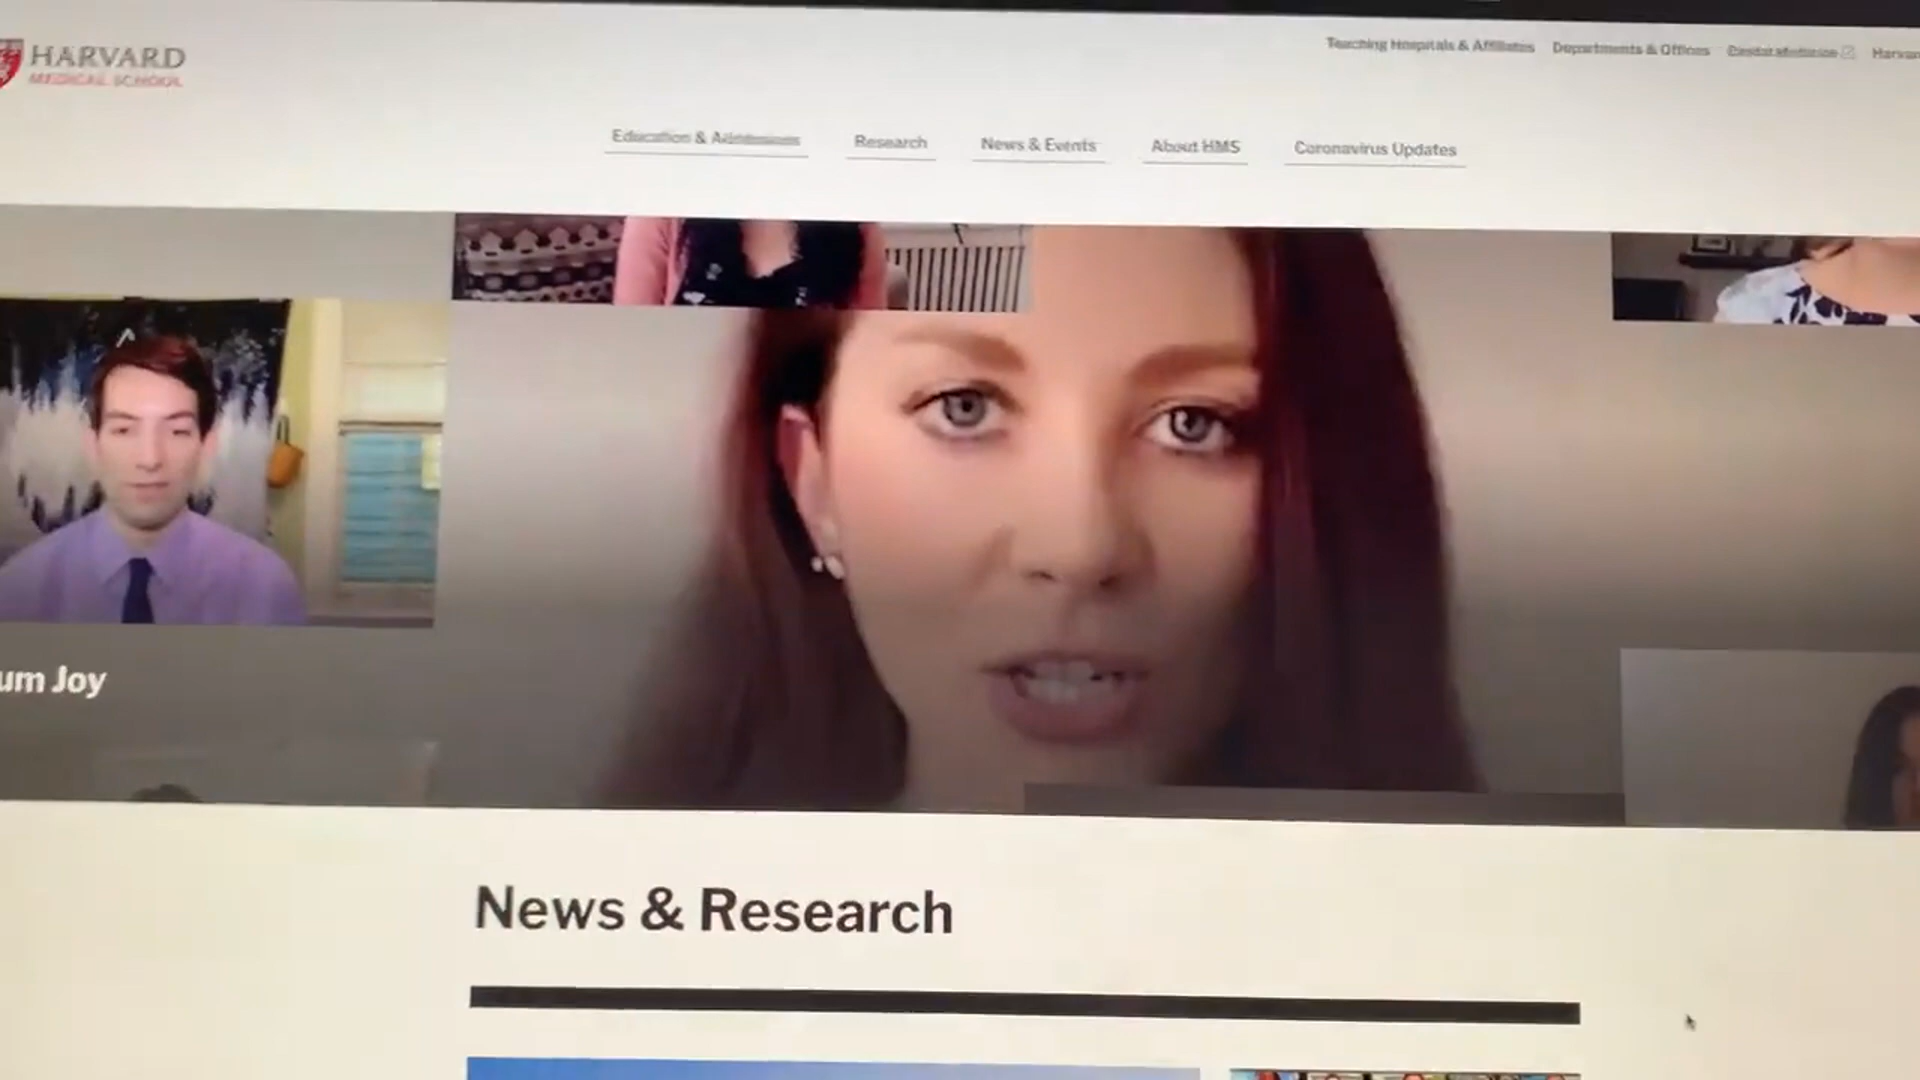 HARVARD
MEDICAL SCHOOL
Teaching Hospitals & Affiliates Departments & Offices Harvar
Education & Admissions Research News & Events About HMS Coronavirus Updates
um Joy
News & Research